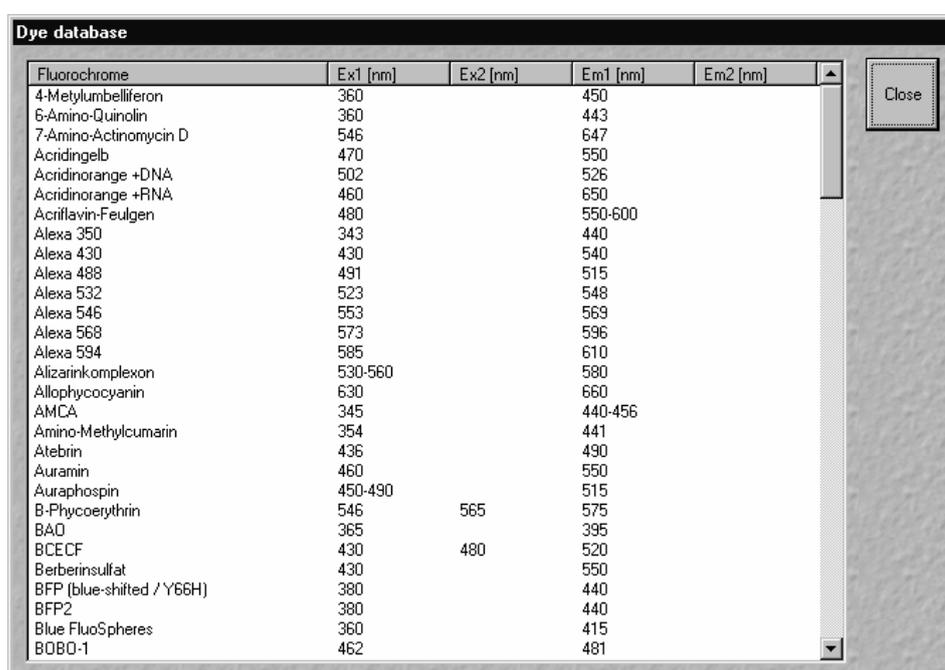 Dye database
Fluorochrome Ex1 [nm] Ex2 [nm] Em1 [nm] Em2 [nm]
Close
4-Metylumbelliferon 360 450
6-Amino-Quinolin 360 443
7-Amino-Actinomycin D 546 647
Acridingelb 470 550
Acridinorange +DNA 502 526
Acridinorange +RNA 460 650
Acriflavin-Feulgen 480 550-600
Alexa 350 343 440
Alexa 430 430 540
Alexa 488 491 515
Alexa 532 523 548
Alexa 546 553 569
Alexa 568 573 596
Alexa 594 585 610
Alizarinkomplexon 530-560 580
Allophycocyanin 630 660
AMCA 345 440-456
Amino-Methylcumarin 354 441
Atebrin 436 490
Auramin 460 550
Auraphospin 450-490 515
B-Phycoerythrin 546 565 575
BAO 365 395
BCECF 430 480 520
Berberinsulfat 430 550
BFP (blue-shifted / Y66H) 380 440
BFP2 380 440
Blue FluoSpheres 360 415
BOBO-1 462 481